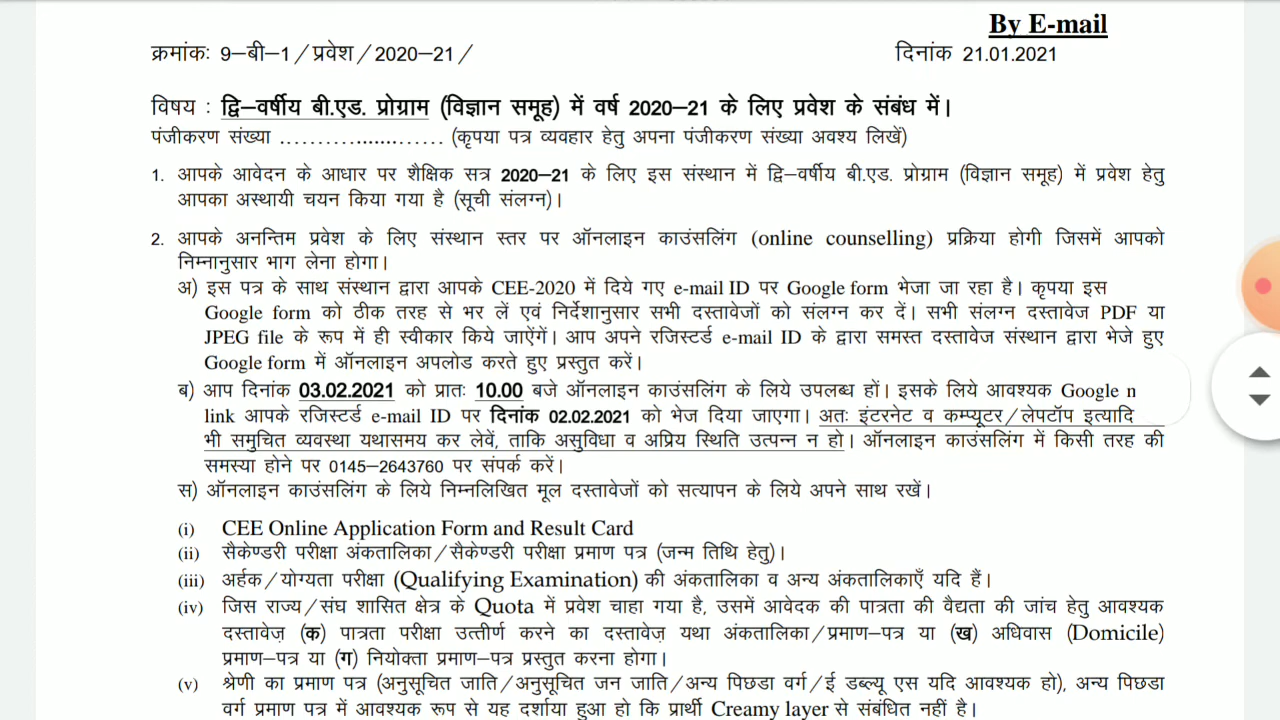 By E-mail
क्रमांकः 9–बी–1/प्रवेश/2020–21/ दिनांक 21.01.2021
विषय : द्वि–वर्षीय बी.एड. प्रोग्राम (विज्ञान समूह) में वर्ष 2020–21 के लिए प्रवेश के संबंध में।
पंजीकरण संख्या ........................ (कृपया पत्र व्यवहार हेतु अपना पंजीकरण संख्या अवश्य लिखें)
1. आपके आवेदन के आधार पर शैक्षिक सत्र 2020–21 के लिए इस संस्थान में द्वि–वर्षीय बी.एड. प्रोग्राम (विज्ञान समूह) में प्रवेश हेतु
आपका अस्थायी चयन किया गया है (सूची संलग्न)।
2. आपके अनन्तिम प्रवेश के लिए संस्थान स्तर पर ऑनलाइन काउंसलिंग (online counselling) प्रक्रिया होगी जिसमें आपको
निम्नानुसार भाग लेना होगा।
अ) इस पत्र के साथ संस्थान द्वारा आपके CEE-2020 में दिये गए e-mail ID पर Google form भेजा जा रहा है। कृपया इस
Google form को ठीक तरह से भर लें एवं निर्देशानुसार सभी दस्तावेजों को संलग्न कर दें। सभी संलग्न दस्तावेज PDF या
JPEG file के रूप में ही स्वीकार किये जाऐंगें। आप अपने रजिस्टर्ड e-mail ID के द्वारा समस्त दस्तावेज संस्थान द्वारा भेजे हुए
Google form में ऑनलाइन अपलोड करते हुए प्रस्तुत करें।
ब) आप दिनांक 03.02.2021 को प्रातः 10.00 बजे ऑनलाइन काउंसलिंग के लिये उपलब्ध हों। इसके लिये आवश्यक Google n
link आपके रजिस्टर्ड e-mail ID पर दिनांक 02.02.2021 को भेज दिया जाएगा। अतः इंटरनेट व कम्प्यूटर/लेपटॉप इत्यादि
भी समुचित व्यवस्था यथासमय कर लेवें, ताकि असुविधा व अप्रिय स्थिति उत्पन्न न हो। ऑनलाइन काउंसलिंग में किसी तरह की
समस्या होने पर 0145–2643760 पर संपर्क करें।
स) ऑनलाइन काउंसलिंग के लिये निम्नलिखित मूल दस्तावेजों को सत्यापन के लिये अपने साथ रखें।
(i) CEE Online Application Form and Result Card
(ii) सैकेण्डरी परीक्षा अंकतालिका/सैकेण्डरी परीक्षा प्रमाण पत्र (जन्म तिथि हेतु)।
(iii) अर्हक/योग्यता परीक्षा (Qualifying Examination) की अंकतालिका व अन्य अंकतालिकाएँ यदि हैं।
(iv) जिस राज्य/संघ शासित क्षेत्र के Quota में प्रवेश चाहा गया है, उसमें आवेदक की पात्रता की वैद्यता की जांच हेतु आवश्यक
दस्तावेज़ (क) पात्रता परीक्षा उत्तीर्ण करने का दस्तावेज़ यथा अंकतालिका/प्रमाण–पत्र या (ख) अधिवास (Domicile)
प्रमाण–पत्र या (ग) नियोक्ता प्रमाण–पत्र प्रस्तुत करना होगा।
(v) श्रेणी का प्रमाण पत्र (अनुसूचित जाति/अनुसूचित जन जाति/अन्य पिछडा वर्ग/ई डब्ल्यू एस यदि आवश्यक हो), अन्य पिछडा
वर्ग प्रमाण पत्र में आवश्यक रूप से यह दर्शाया हुआ हो कि प्रार्थी Creamy layer से संबंधित नहीं है।